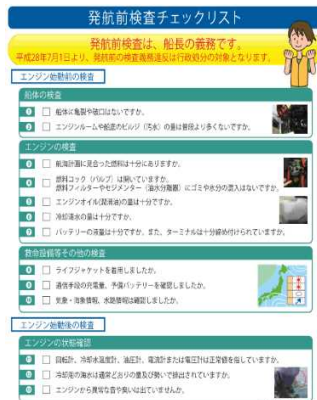 発航前検査チェックリスト
発航前検査は、船長の義務です。
平成28年7月1日より、発航前の検査義務違反は行政処分の対象となります。
エンジン始動前の検査
船体の検査
1 □ 船体に亀裂や破口はないですか。
2 □ エンジンルームや船底のビルジ（汚水）の量は普段より多くないですか。
エンジンの検査
3 □ 航海計画に見合った燃料は十分にありますか。
4 □ 燃料コック（バルブ）は開いていますか。
燃料フィルターやセジメンター（油水分離器）にゴミや水分の混入はないですか。
5 □ エンジンオイル(潤滑油)の量は十分ですか。
6 □ 冷却清水の量は十分ですか。
7 □ バッテリーの液量は十分ですか。また、ターミナルは十分締め付けられていますか。
救命設備等その他の検査
8 □ ライフジャケットを着用しましたか。
9 □ 通信手段の充電量、予備バッテリーを確認しましたか。
10 □ 気象・海象情報、水路情報は確認しましたか。
エンジン始動後の検査
エンジンの状態確認
11 □ 回転計、冷却水温度計、油圧計、電流計または電圧計は正常値を指していますか。
12 □ 冷却用の海水は通常どおりの量及び勢いで排出されていますか。
13 □ エンジンから異常な音や臭いは出ていませんか。